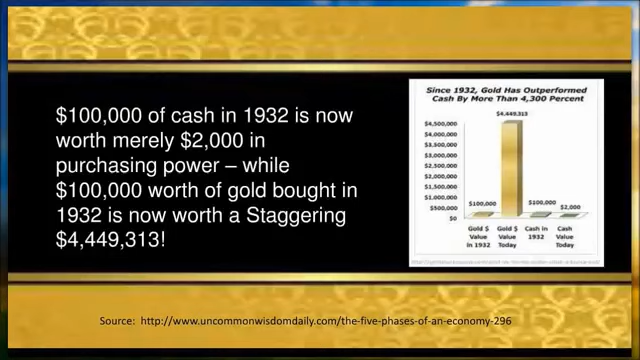 $100,000 of cash in 1932 is now
worth merely $2,000 in
purchasing power – while
$100,000 worth of gold bought in
1932 is now worth a Staggering
$4,449,313!
Since 1932, Gold Has Outperformed
Cash By More Than 4,300 Percent
$4,449,313
$4,500,000
$4,000,000
$3,500,000
$3,000,000
$2,500,000
$2,000,000
$1,500,000
$1,000,000
$500,000
$0
$100,000
$100,000
$2,000
Gold $ Value in 1932
Gold $ Value Today
Cash in 1932
Cash Value Today
Source: http://www.uncommonwisdomdaily.com/the-five-phases-of-an-economy-296